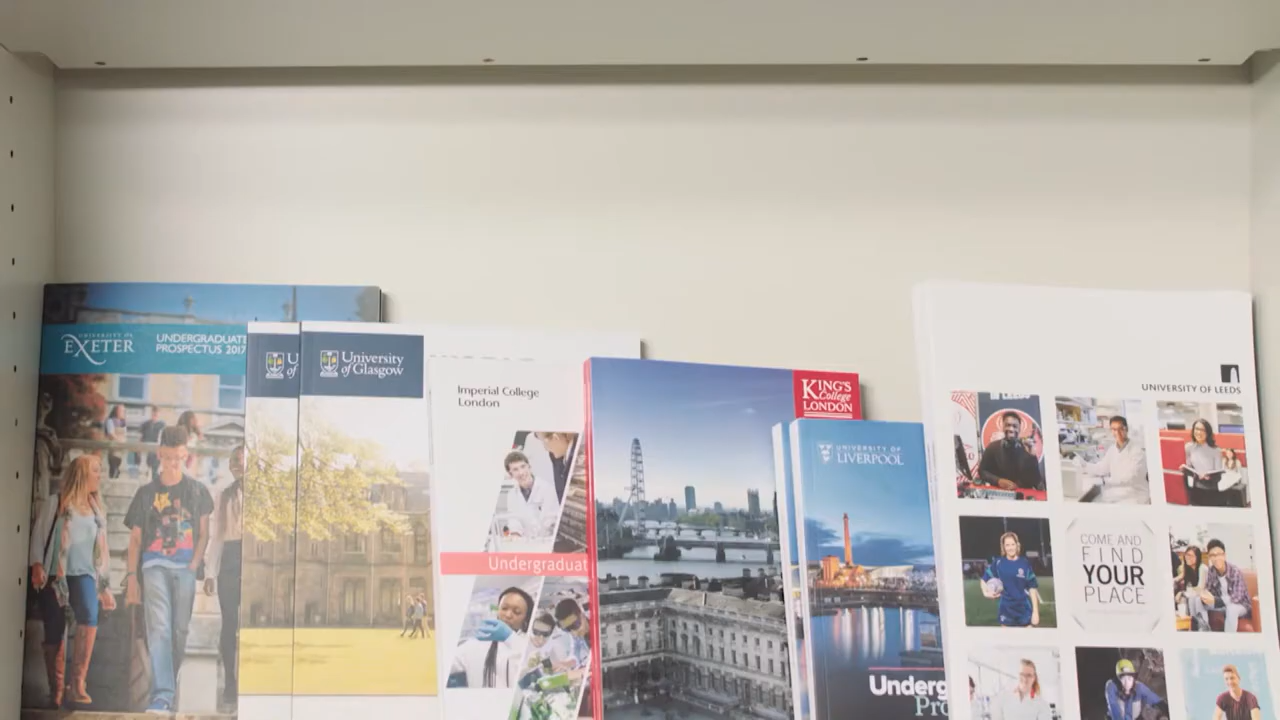 UNIVERSITY OF
EXETER
UNDERGRADUATE
PROSPECTUS 2017
U
of
University
of Glasgow
Imperial College
London
Undergraduat
KING'S
College
LONDON
UNIVERSITY OF
LIVERPOOL
Underg
Pro
UNIVERSITY OF LEEDS
COME AND
FIND
YOUR
PLACE